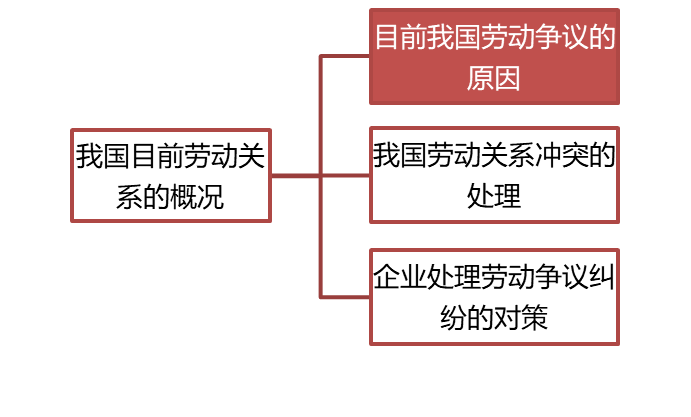 我国目前劳动关
系的概况
目前我国劳动争议的
原因
我国劳动关系冲突的
处理
企业处理劳动争议纠
纷的对策